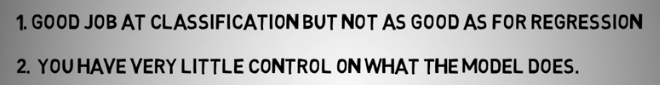 1. GOOD JOB AT CLASSIFICATION BUT NOT AS GOOD AS FOR REGRESSION
2. YOU HAVE VERY LITTLE CONTROL ON WHAT THE MODEL DOES.